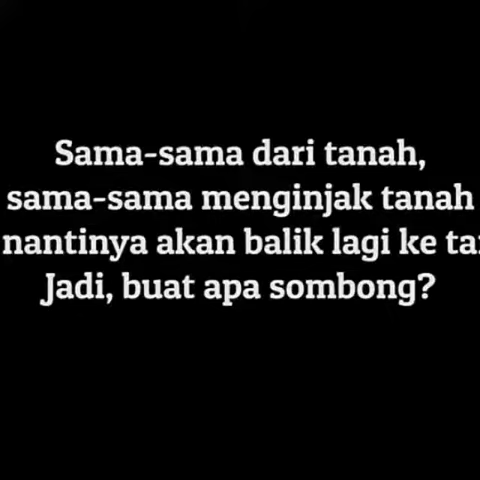 Sama-sama dari tanah,
sama-sama menginjak tanah
nantinya akan balik lagi ke
Jadi, buat apa sombong?